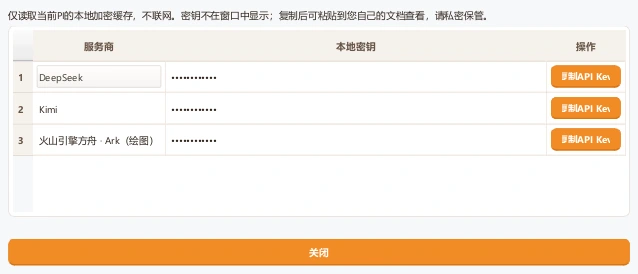 仅读取当前PI的本地加密缓存，不联网。密钥不在窗口中显示；复制后可粘贴到您自己的文档查看，请私密保管。
服务商 本地密钥 操作
1 DeepSeek •••••••••••• 制API Key
2 Kimi •••••••••••• 制API Key
3 火山引擎方舟 · Ark（绘图） •••••••••••• 制API Key
关闭